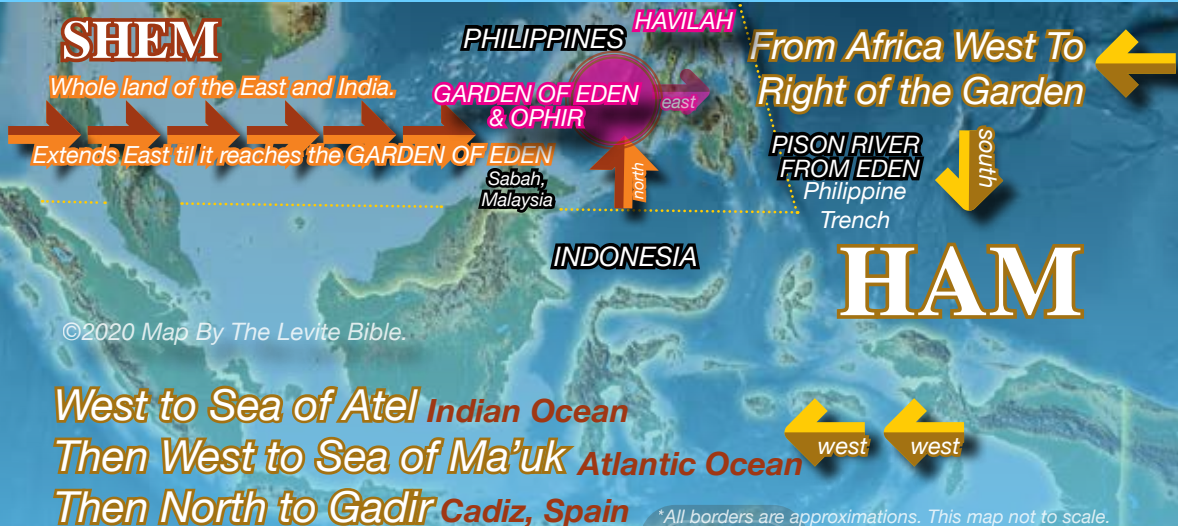 SHEM
Whole land of the East and India.
Extends East til it reaches the GARDEN OF EDEN
PHILIPPINES
HAVILAH
GARDEN OF EDEN
& OPHIR
east
north
Sabah,
Malaysia
INDONESIA
From Africa West To
Right of the Garden
PISON RIVER
FROM EDEN
Philippine
Trench
south
HAM
©2020 Map By The Levite Bible.
West to Sea of Atel Indian Ocean
Then West to Sea of Ma’uk Atlantic Ocean
Then North to Gadir Cadiz, Spain
west
west
*All borders are approximations. This map not to scale.